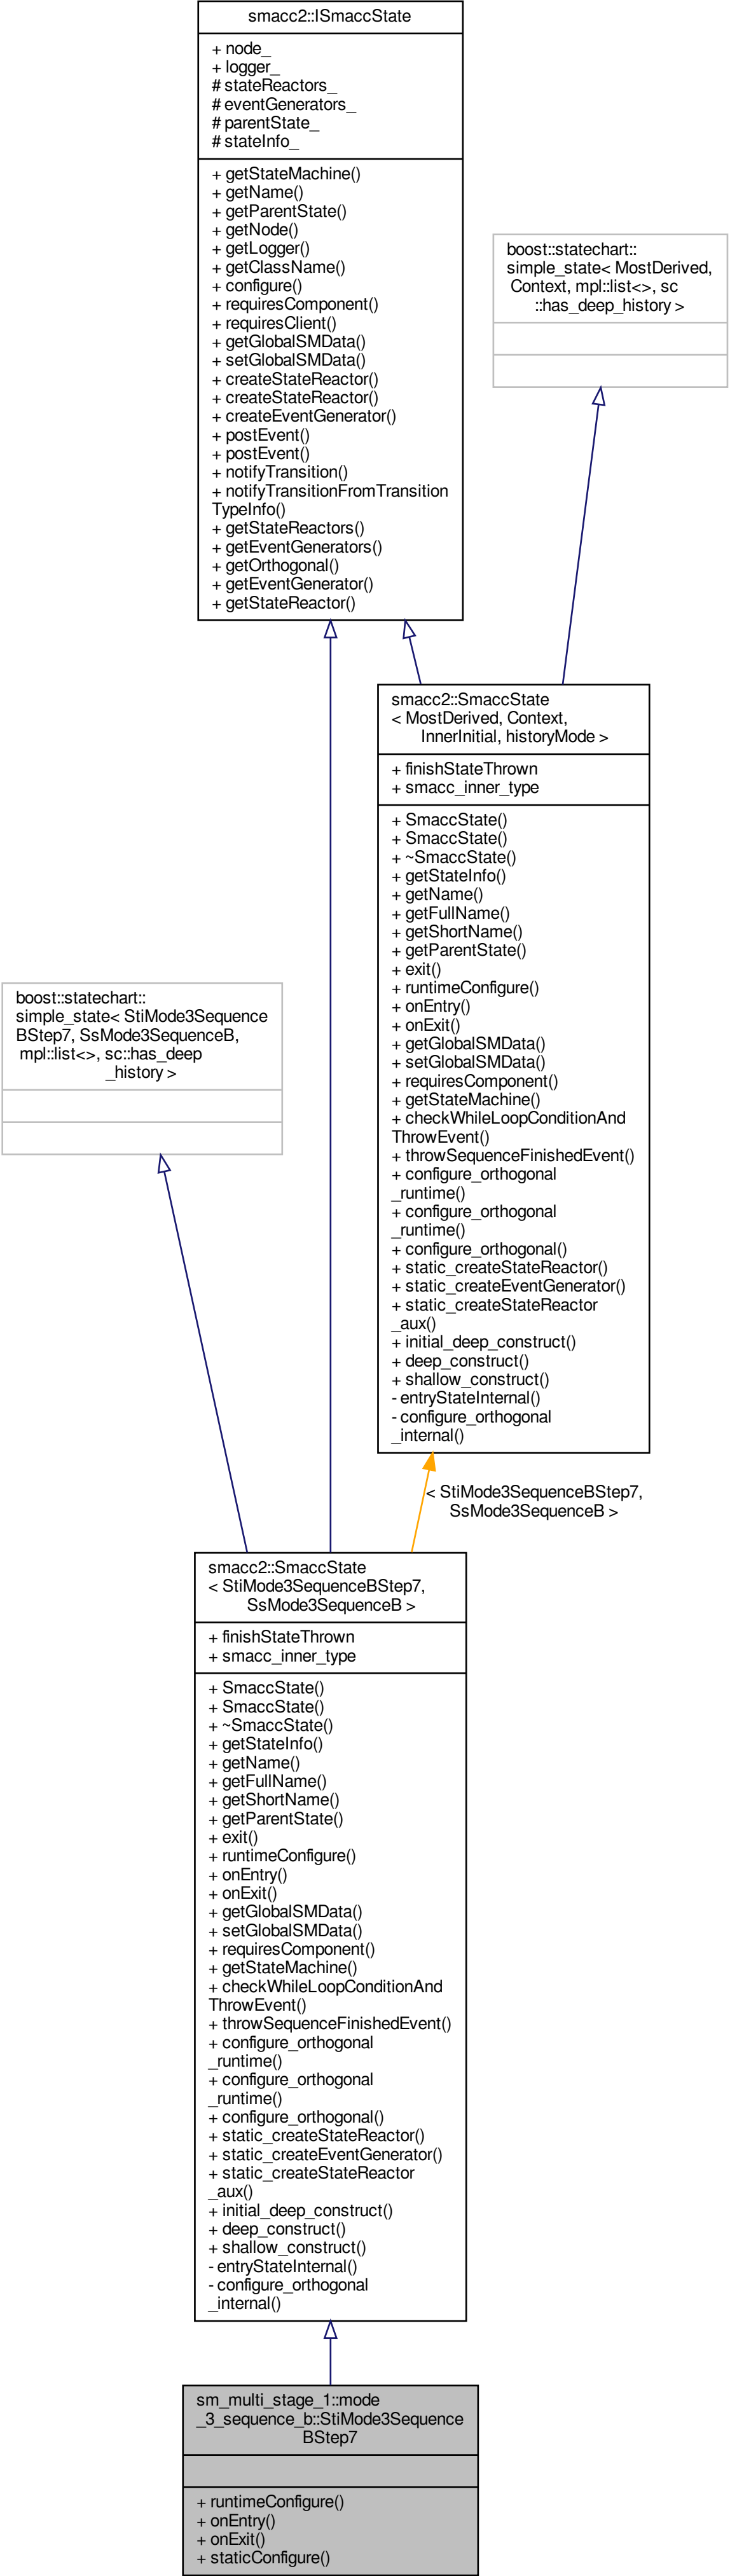 smacc2::ISmaccState
+ node_
+ logger_
# stateReactors_
# eventGenerators_
# parentState_
# stateInfo_
+ getStateMachine()
+ getName()
+ getParentState()
+ getNode()
+ getLogger()
+ getClassName()
+ configure()
+ requiresComponent()
+ requiresClient()
+ getGlobalSMData()
+ setGlobalSMData()
+ createStateReactor()
+ createStateReactor()
+ createEventGenerator()
+ postEvent()
+ postEvent()
+ notifyTransition()
+ notifyTransitionFromTransition
TypeInfo()
+ getStateReactors()
+ getEventGenerators()
+ getOrthogonal()
+ getEventGenerator()
+ getStateReactor()
boost::statechart::
simple_state< MostDerived,
Context, mpl::list<>, sc
::has_deep_history >
smacc2::SmaccState
< MostDerived, Context,
InnerInitial, historyMode >
+ finishStateThrown
+ smacc_inner_type
+ SmaccState()
+ SmaccState()
+ ~SmaccState()
+ getStateInfo()
+ getName()
+ getFullName()
+ getShortName()
+ getParentState()
+ exit()
+ runtimeConfigure()
+ onEntry()
+ onExit()
+ getGlobalSMData()
+ setGlobalSMData()
+ requiresComponent()
+ getStateMachine()
+ checkWhileLoopConditionAnd
ThrowEvent()
+ throwSequenceFinishedEvent()
+ configure_orthogonal
_runtime()
+ configure_orthogonal
_runtime()
+ configure_orthogonal()
+ static_createStateReactor()
+ static_createEventGenerator()
+ static_createStateReactor
_aux()
+ initial_deep_construct()
+ deep_construct()
+ shallow_construct()
- entryStateInternal()
- configure_orthogonal
_internal()
boost::statechart::
simple_state< StiMode3Sequence
BStep7, SsMode3SequenceB,
mpl::list<>, sc::has_deep
_history >
< StiMode3SequenceBStep7,
SsMode3SequenceB >
smacc2::SmaccState
< StiMode3SequenceBStep7,
SsMode3SequenceB >
+ finishStateThrown
+ smacc_inner_type
+ SmaccState()
+ SmaccState()
+ ~SmaccState()
+ getStateInfo()
+ getName()
+ getFullName()
+ getShortName()
+ getParentState()
+ exit()
+ runtimeConfigure()
+ onEntry()
+ onExit()
+ getGlobalSMData()
+ setGlobalSMData()
+ requiresComponent()
+ getStateMachine()
+ checkWhileLoopConditionAnd
ThrowEvent()
+ throwSequenceFinishedEvent()
+ configure_orthogonal
_runtime()
+ configure_orthogonal
_runtime()
+ configure_orthogonal()
+ static_createStateReactor()
+ static_createEventGenerator()
+ static_createStateReactor
_aux()
+ initial_deep_construct()
+ deep_construct()
+ shallow_construct()
- entryStateInternal()
- configure_orthogonal
_internal()
sm_multi_stage_1::mode
_3_sequence_b::StiMode3Sequence
BStep7
+ runtimeConfigure()
+ onEntry()
+ onExit()
+ staticConfigure()